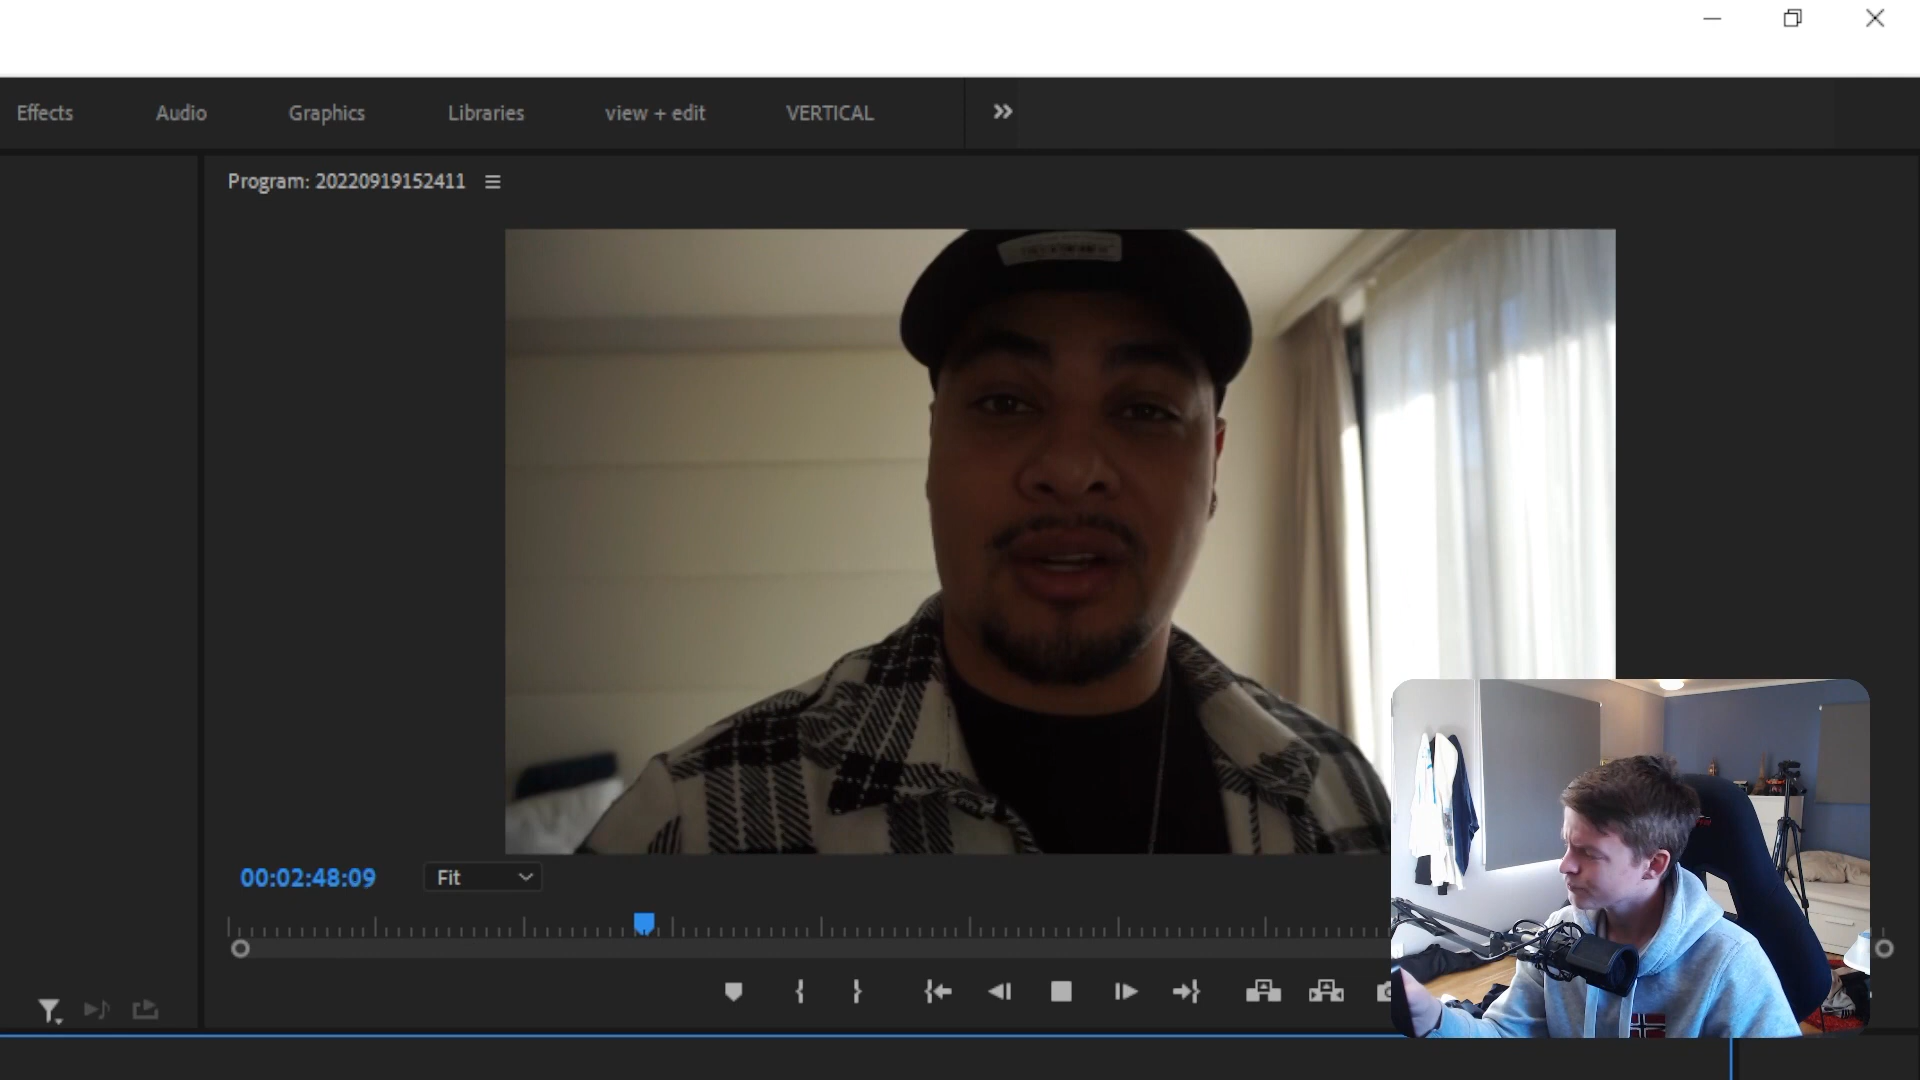 Effects Audio Graphics Libraries view + edit VERTICAL
Program: 20220919152411
00:02:48:09 Fit